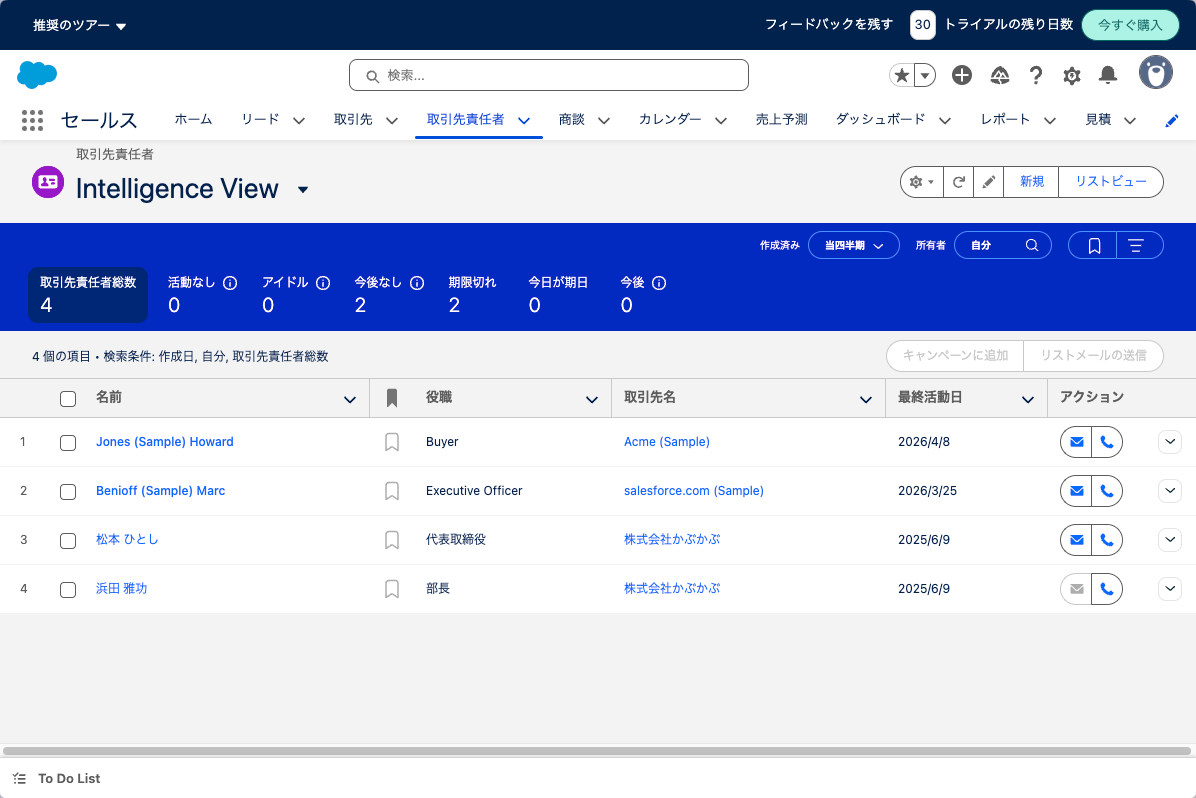 推奨のツアー
フィードバックを残す 30 トライアルの残り日数 今すぐ購入
検索...
セールス ホーム リード 取引先 取引先責任者 商談 カレンダー 売上予測 ダッシュボード レポート 見積
取引先責任者
Intelligence View
新規 リストビュー
作成済み 当四半期 所有者 自分
取引先責任者総数 活動なし アイドル 今後なし 期限切れ 今日が期日 今後
4 0 0 2 2 0 0
4 個の項目 • 検索条件: 作成日, 自分, 取引先責任者総数
キャンペーンに追加 リストメールの送信
名前 役職 取引先名 最終活動日 アクション
1 Jones (Sample) Howard Buyer Acme (Sample) 2026/4/8
2 Benioff (Sample) Marc Executive Officer salesforce.com (Sample) 2026/3/25
3 松本 ひとし 代表取締役 株式会社かぷかぷ 2025/6/9
4 浜田 雅功 部長 株式会社かぷかぷ 2025/6/9
To Do List